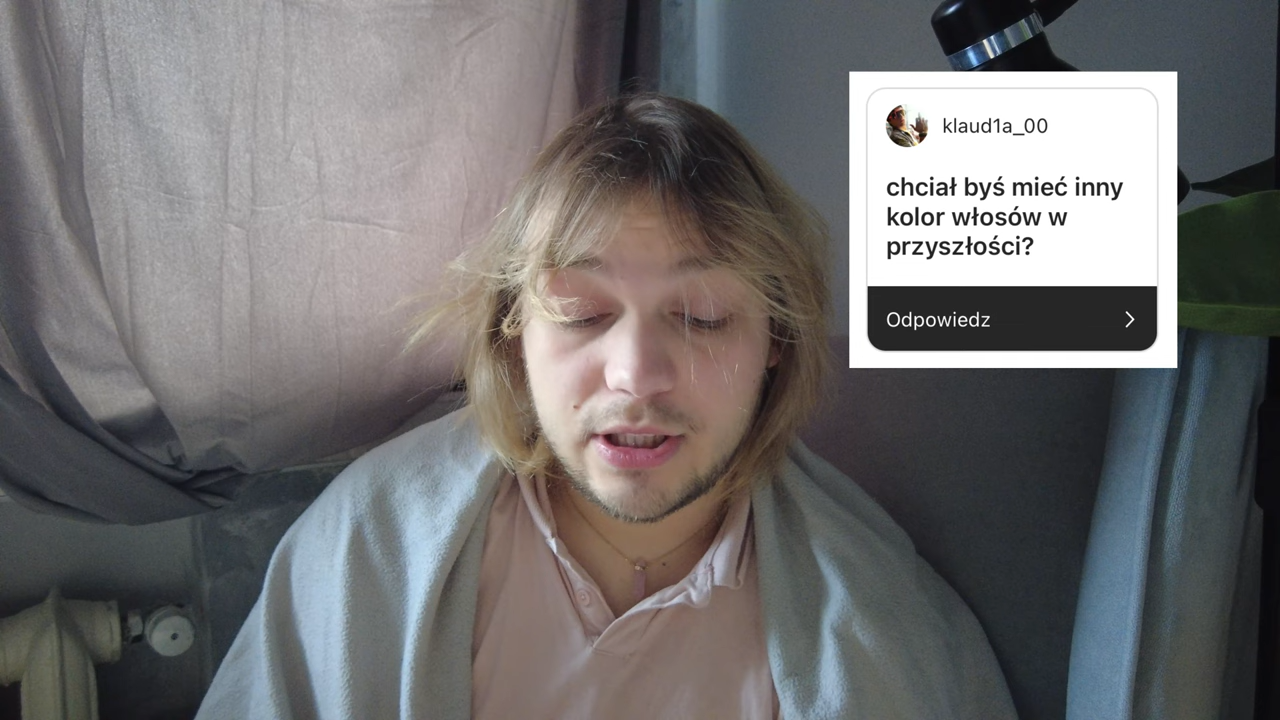 klaud1a_00
chciał byś mieć inny
kolor włosów w
przyszłości?
Odpowiedz